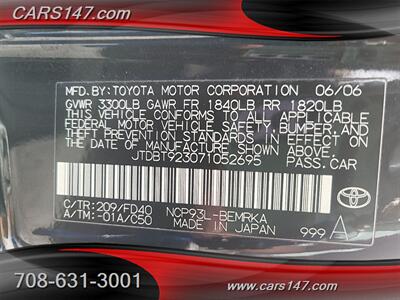 CARS147.com
MFD.BY:TOYOTA MOTOR CORPORATION 06/06
GVWR 3300LB GAWR FR 1840LB RR 1820LB
THIS VEHICLE CONFORMS TO ALL APPLICABLE
FEDERAL MOTOR VEHICLE SAFETY, BUMPER, AND
THEFT PREVENTION STANDARDS IN EFFECT ON
THE DATE OF MANUFACTURE SHOWN ABOVE.
JTDBT923071052695 PASS.CAR
C/TR:209/FD40 NCP93L-BEMRKA
A/TM:-01A/C50 MADE IN JAPAN 999 A
TOYOTA
708-631-3001 CARS147.com